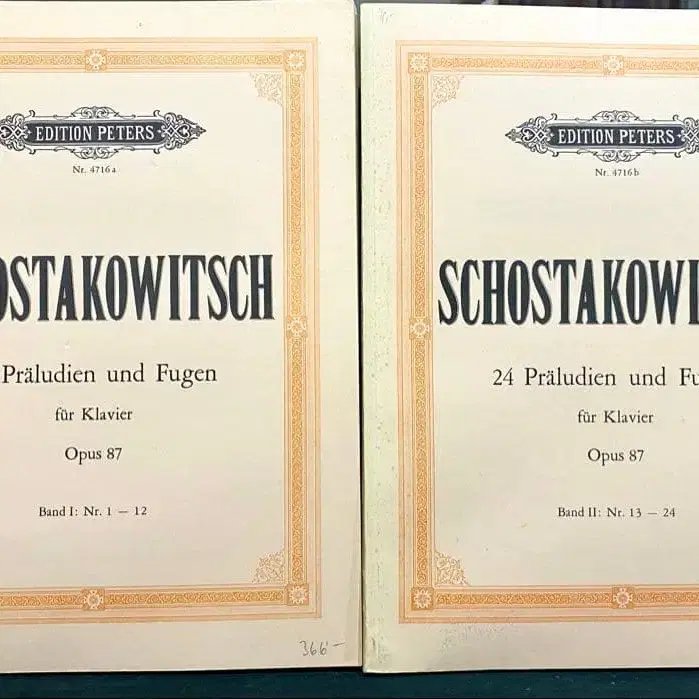 EDITION PETERS
Nr. 4716a
OSTAKOWITSCH
Präludien und Fugen
für Klavier
Opus 87
Band I: Nr. 1 — 12
366.—
EDITION PETERS
Nr. 4716b
SCHOSTAKOWI
24 Präludien und Fu
für Klavier
Opus 87
Band II: Nr. 13 — 24